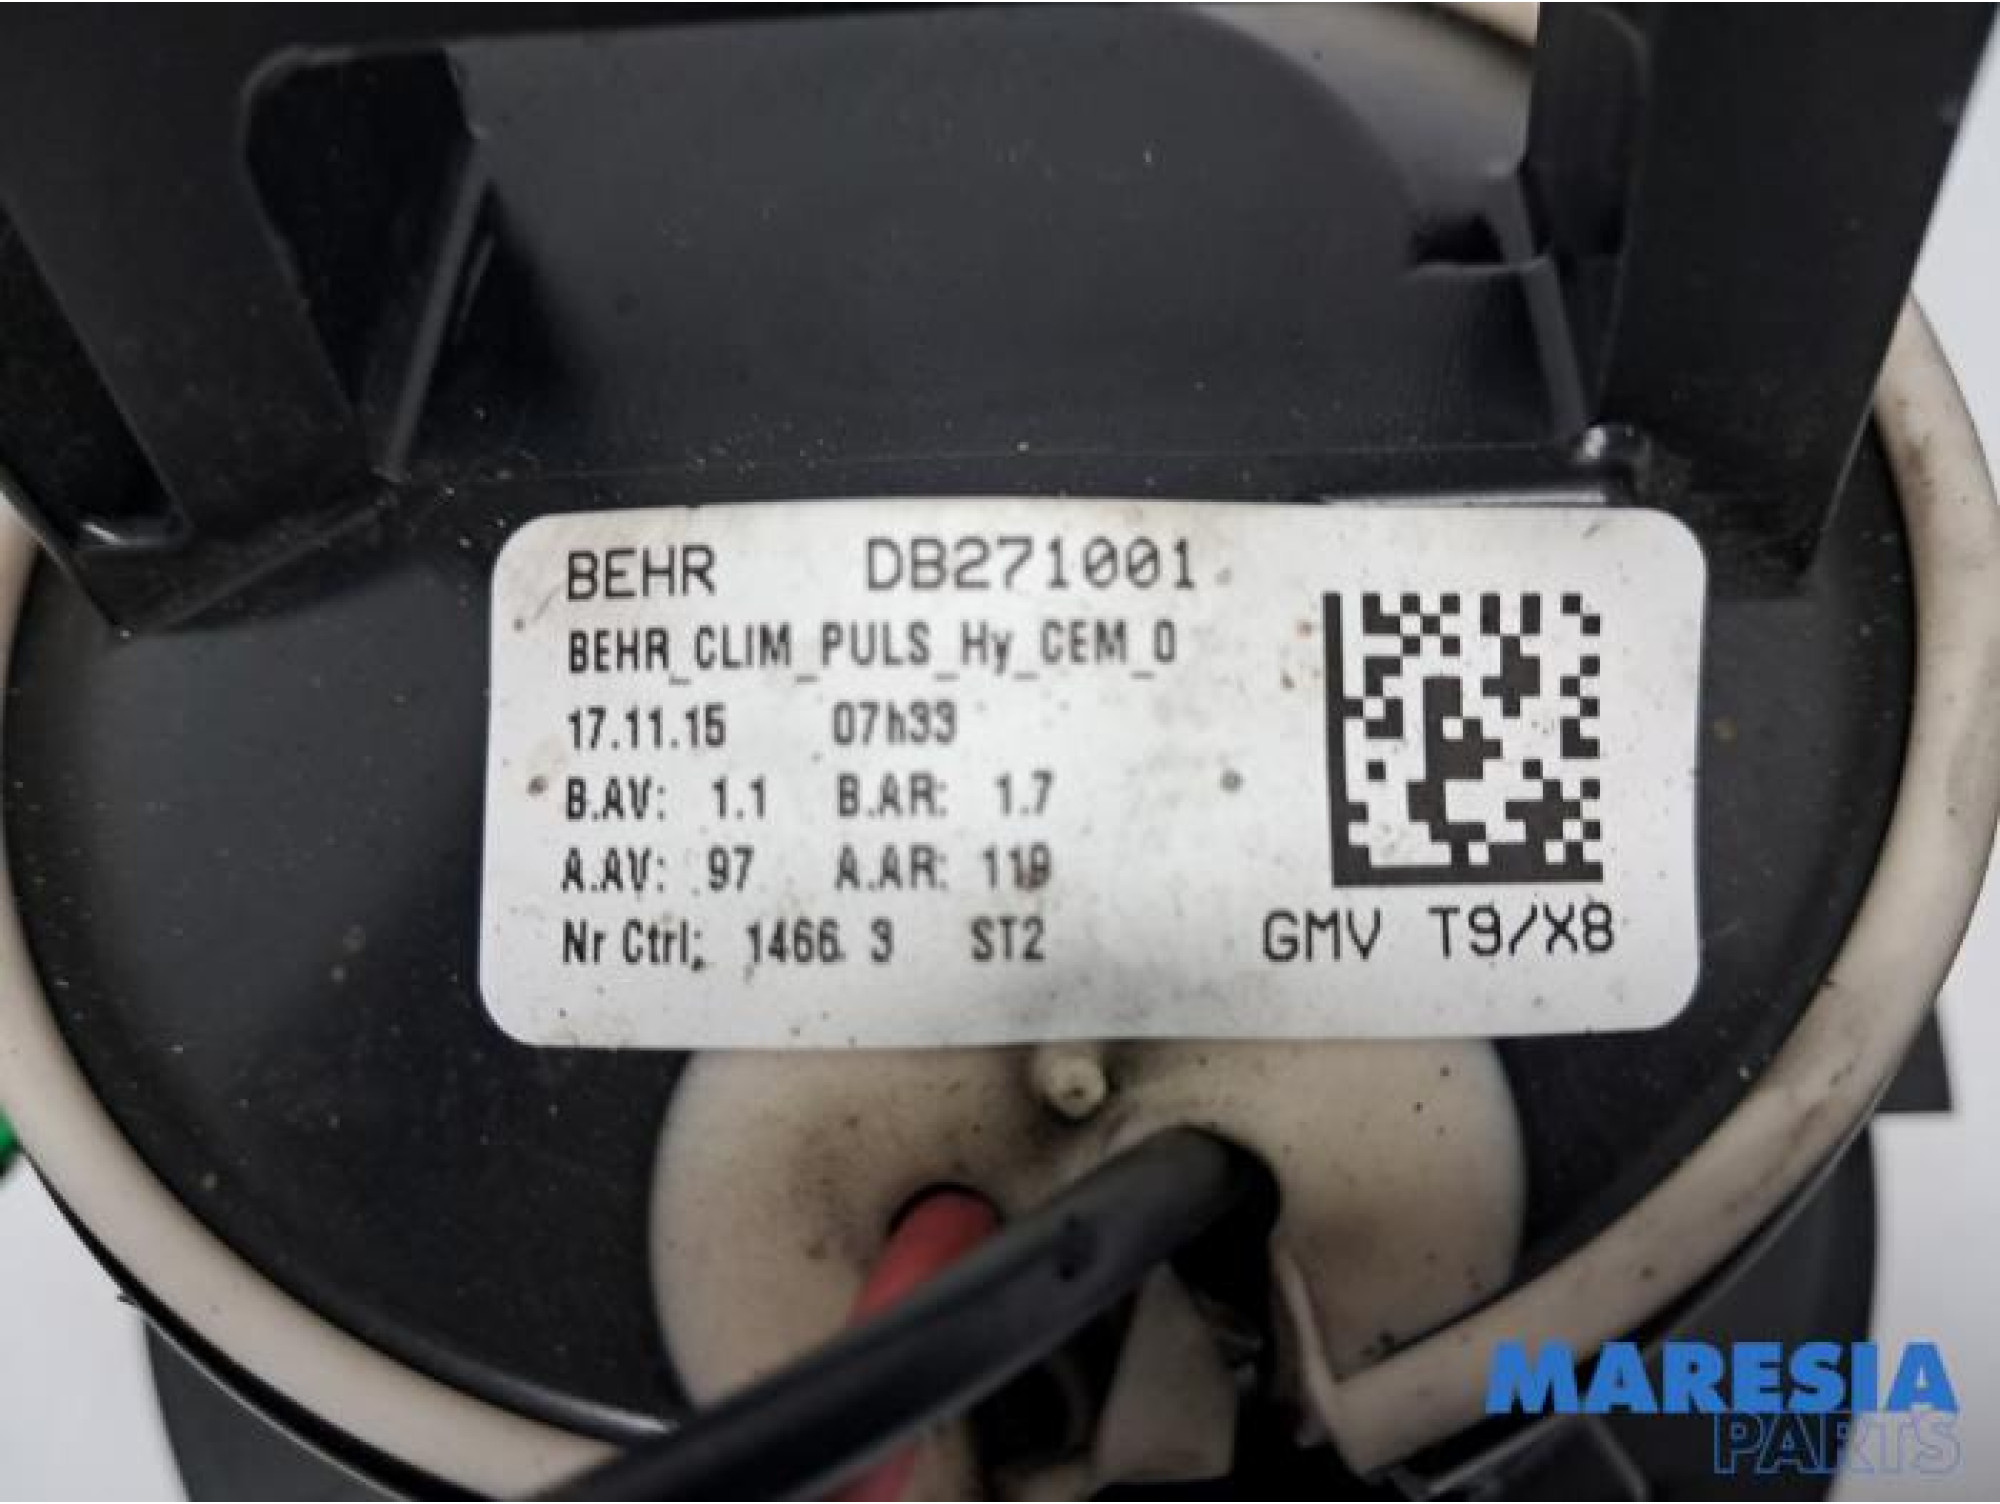 BEHR DB271001
BEHR_CLIM_PULS_Hy_CEM_0
17.11.15 07h33
B.AV: 1.1 B.AR: 1.7
A.AV: 97 A.AR: 119
Nr Ctrl; 1466. 3 ST2
GMV T9/X8
MARESIA
PARTS